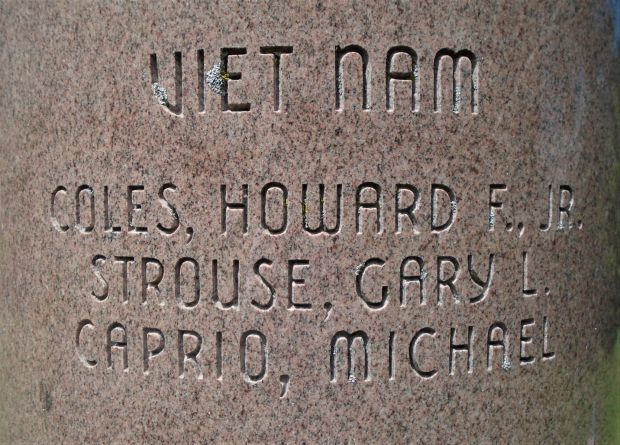 VIET NAM
COLES, HOWARD F., JR.
STROUSE, GARY L.
CAPRIO, MICHAEL